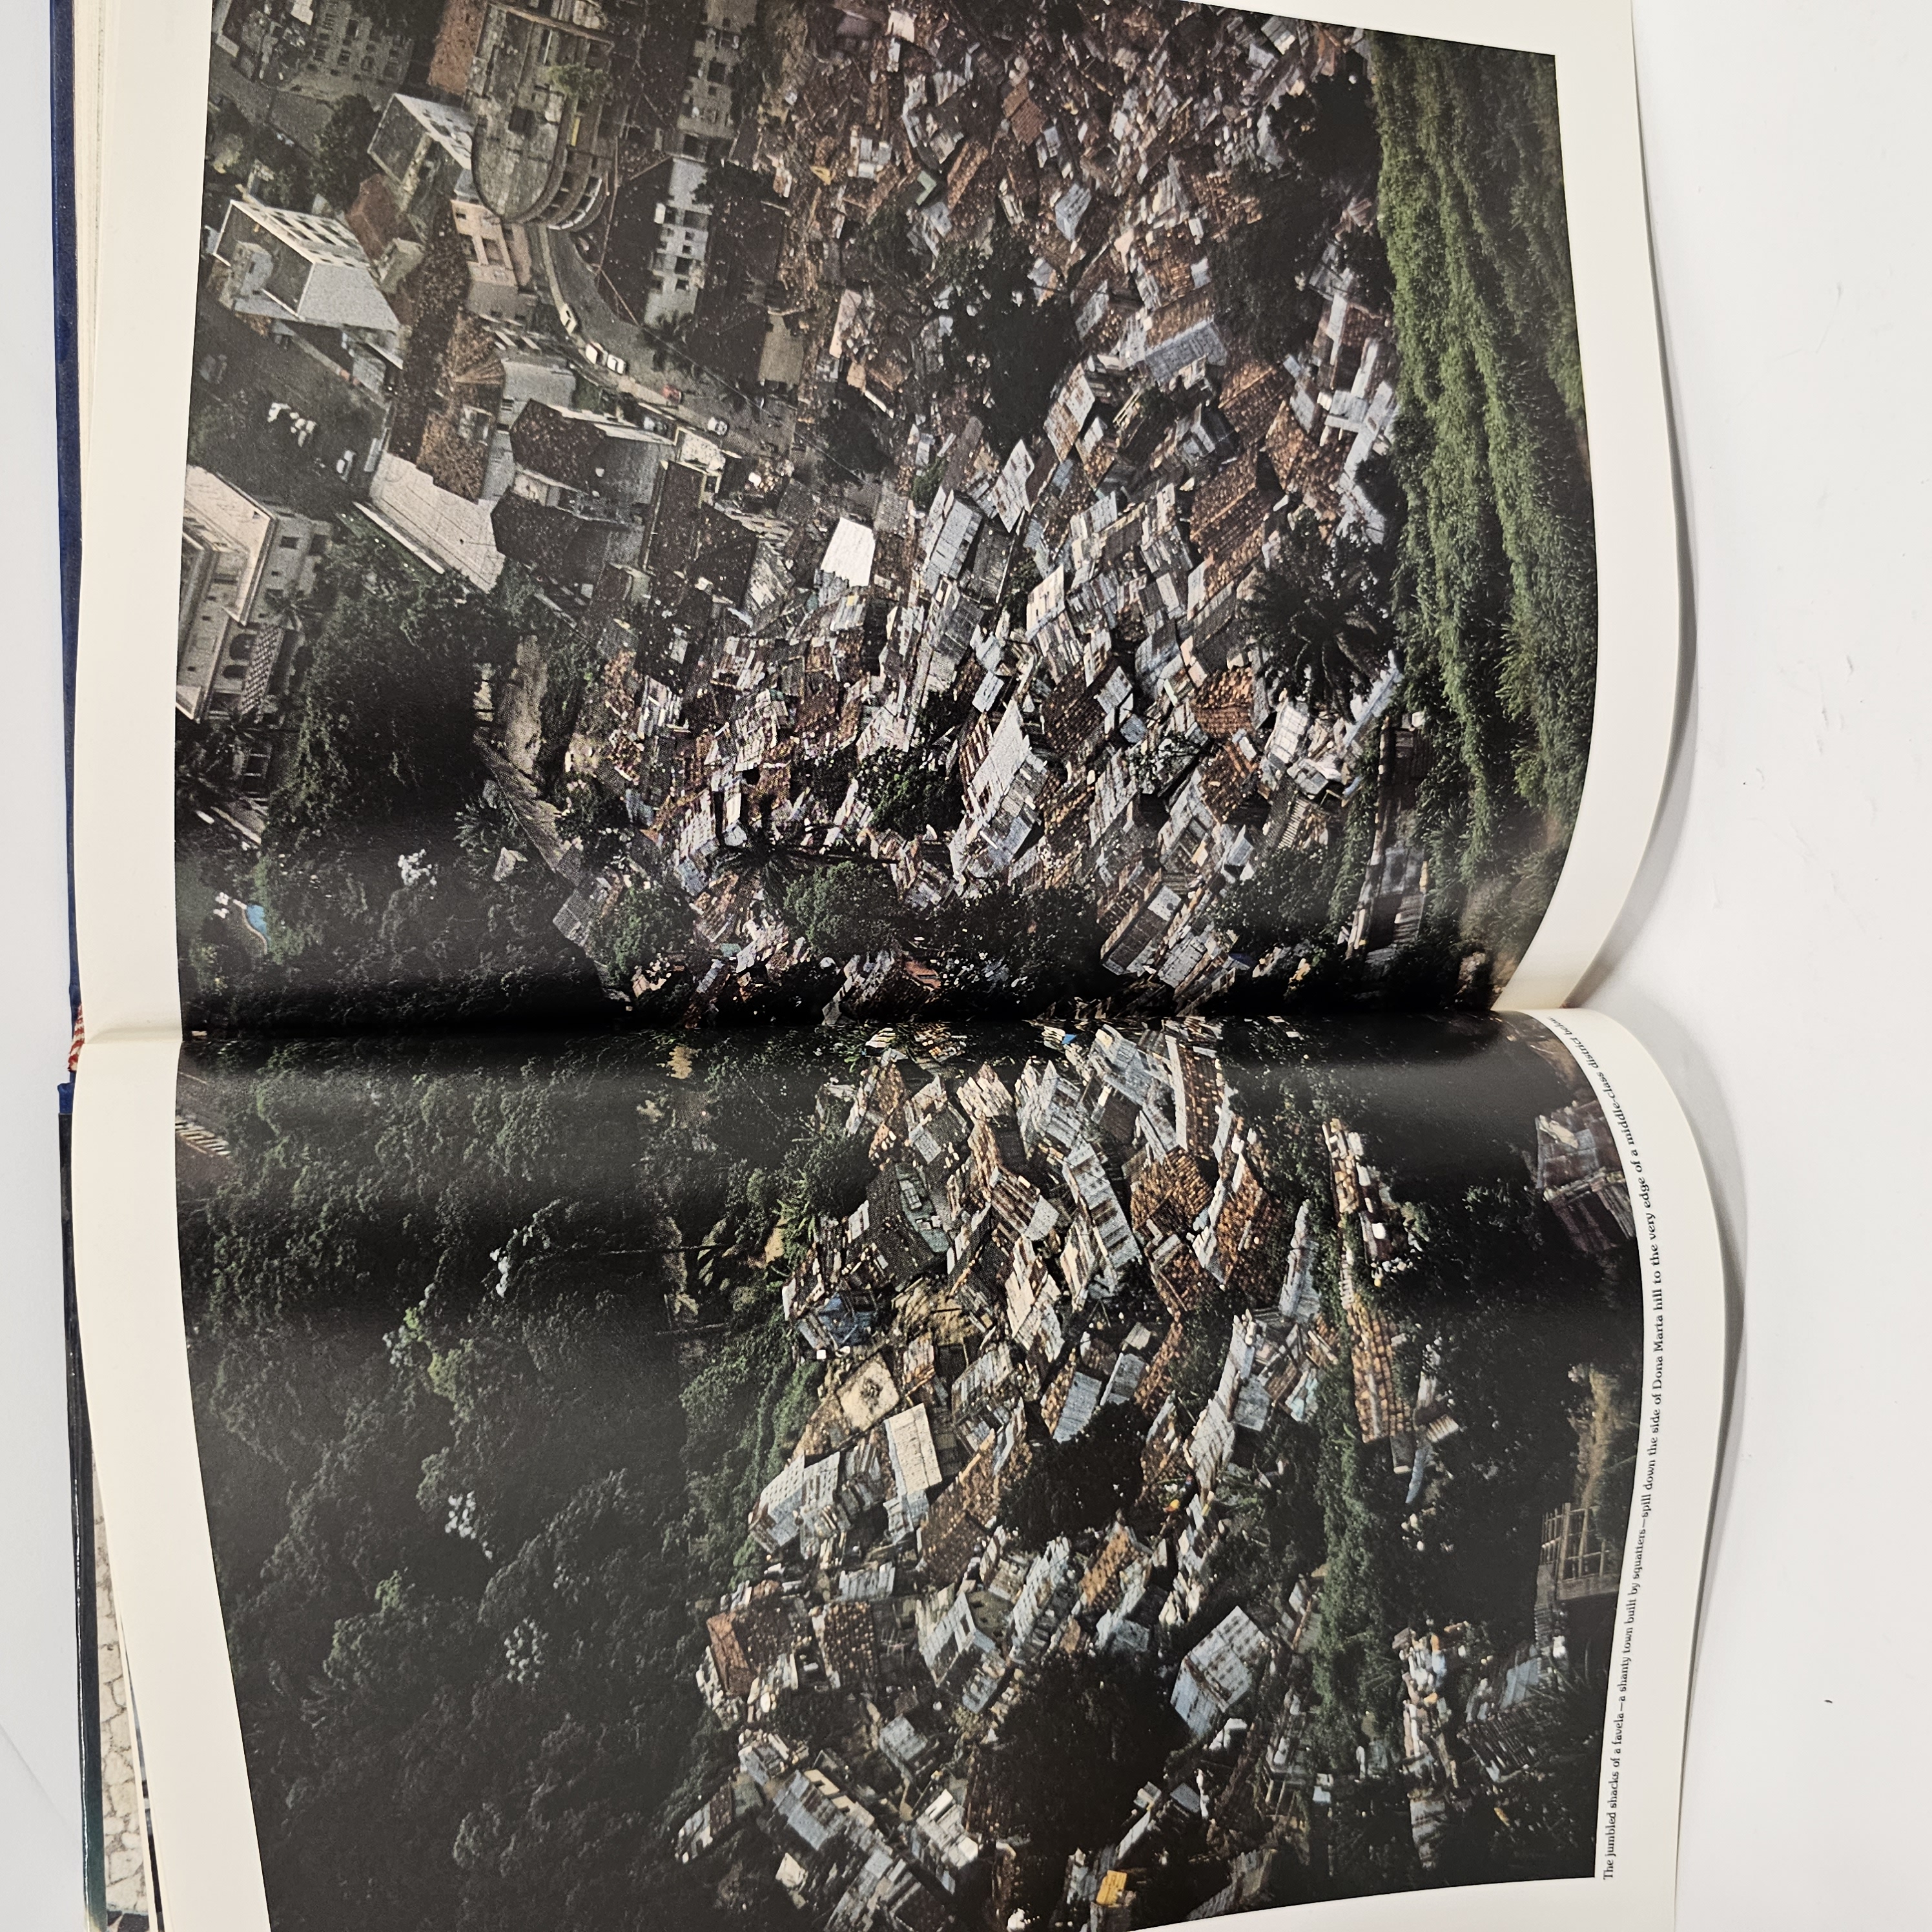 The jumbled shacks of a favela—a shanty town built by squatters—spill down the side of Dona Marta hill to the very edge of a middle-class district below.